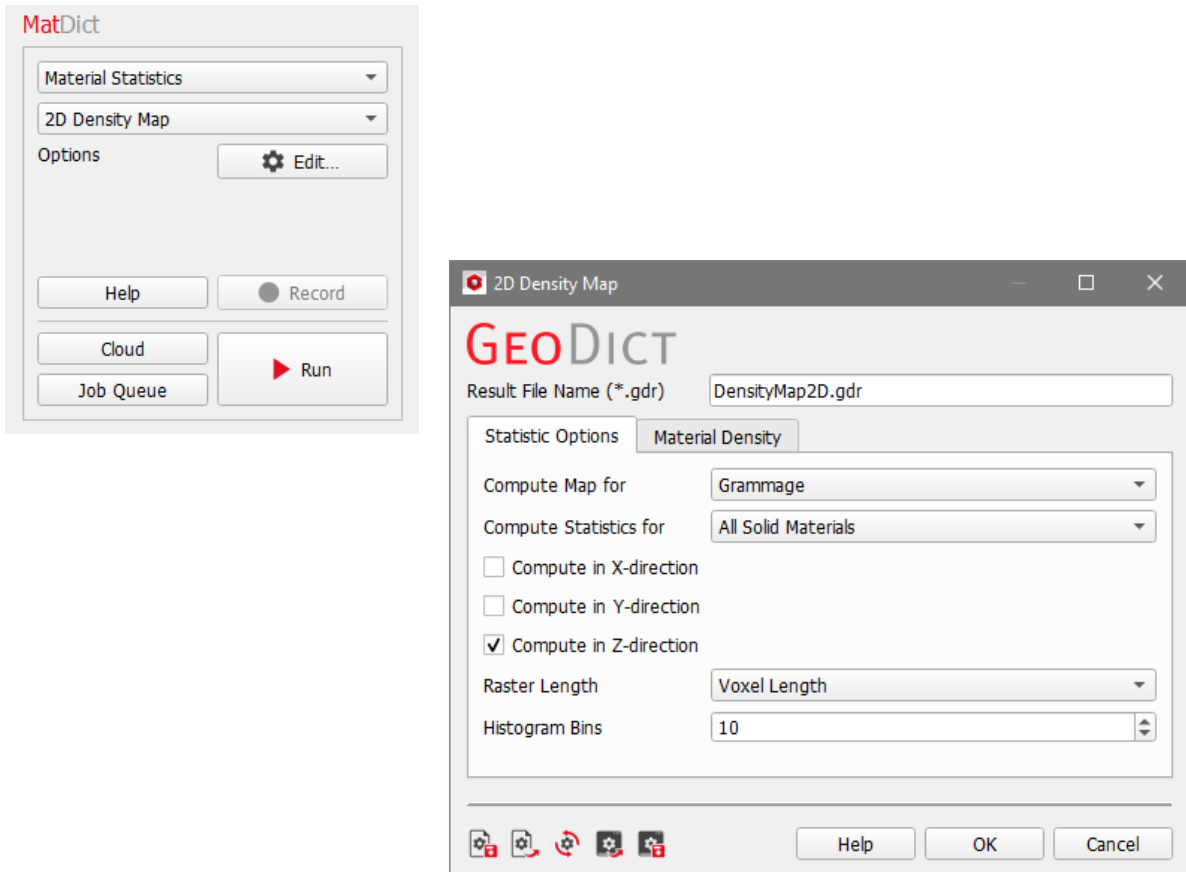 MatDict
Material Statistics
2D Density Map
Options
Edit...
Help
Record
Cloud
Run
Job Queue
2D Density Map
GEODICT
Result File Name (*.gdr)
DensityMap2D.gdr
Statistic Options
Material Density
Compute Map for
Grammage
Compute Statistics for
All Solid Materials
Compute in X-direction
Compute in Y-direction
Compute in Z-direction
Raster Length
Voxel Length
Histogram Bins
10
Help
OK
Cancel